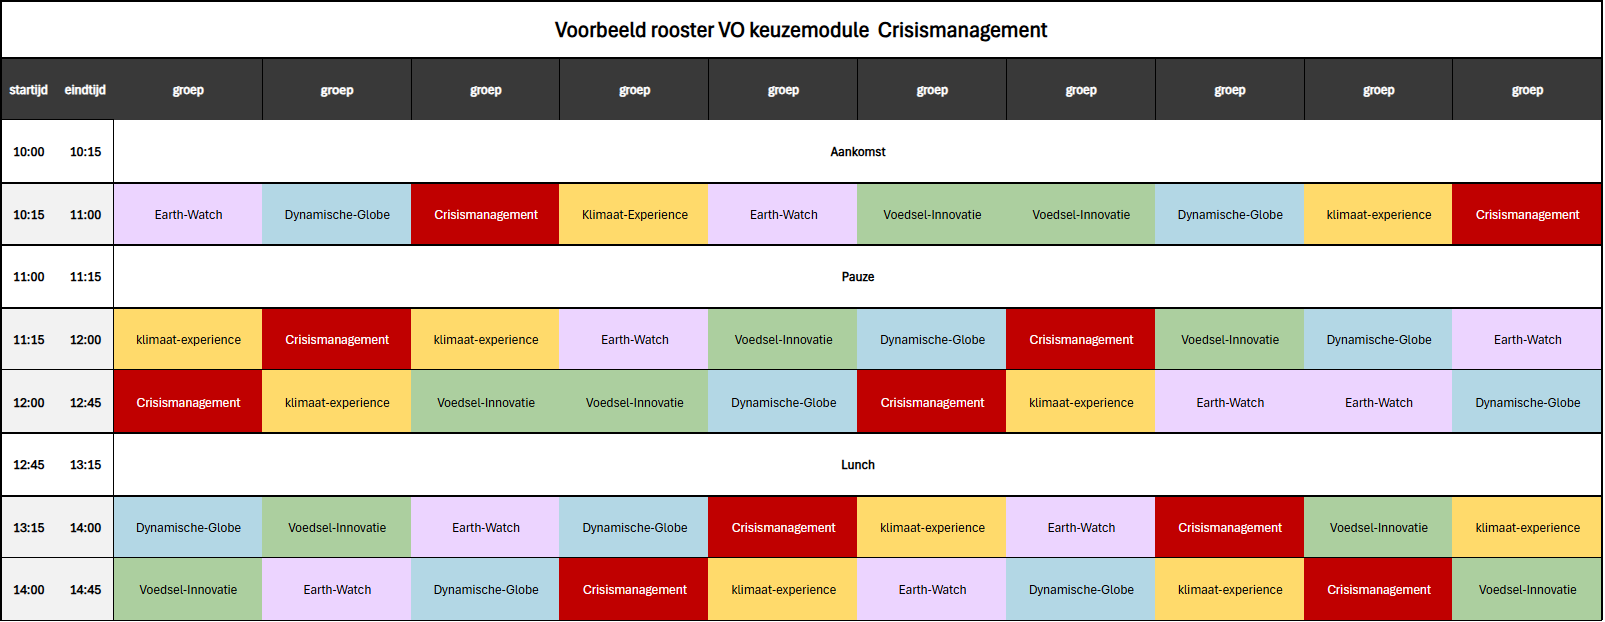 Voorbeeld rooster VO keuzemodule  Crisismanagement
startijd eindtijd groep groep groep groep groep groep groep groep groep groep
10:00 10:15 Aankomst
10:15 11:00 Earth-Watch Dynamische-Globe Crisismanagement Klimaat-Experience Earth-Watch Voedsel-Innovatie Voedsel-Innovatie Dynamische-Globe klimaat-experience Crisismanagement
11:00 11:15 Pauze
11:15 12:00 klimaat-experience Crisismanagement klimaat-experience Earth-Watch Voedsel-Innovatie Dynamische-Globe Crisismanagement Voedsel-Innovatie Dynamische-Globe Earth-Watch
12:00 12:45 Crisismanagement klimaat-experience Voedsel-Innovatie Voedsel-Innovatie Dynamische-Globe Crisismanagement klimaat-experience Earth-Watch Earth-Watch Dynamische-Globe
12:45 13:15 Lunch
13:15 14:00 Dynamische-Globe Voedsel-Innovatie Earth-Watch Dynamische-Globe Crisismanagement klimaat-experience Earth-Watch Crisismanagement Voedsel-Innovatie klimaat-experience
14:00 14:45 Voedsel-Innovatie Earth-Watch Dynamische-Globe Crisismanagement klimaat-experience Earth-Watch Dynamische-Globe klimaat-experience Crisismanagement Voedsel-Innovatie